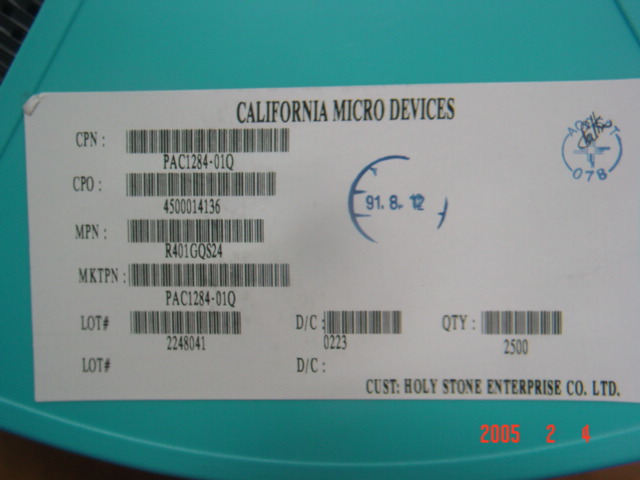 CALIFORNIA MICRO DEVICES
CPN :
PAC1284-01Q
CPO :
4500014136
MPN :
R401GQS24
MKTPN :
PAC1284-01Q
LOT# D/C : QTY :
2248041 0223 2500
LOT# D/C :
CUST: HOLY STONE ENTERPRISE CO. LTD.
91.8.12
078
2005 2 4